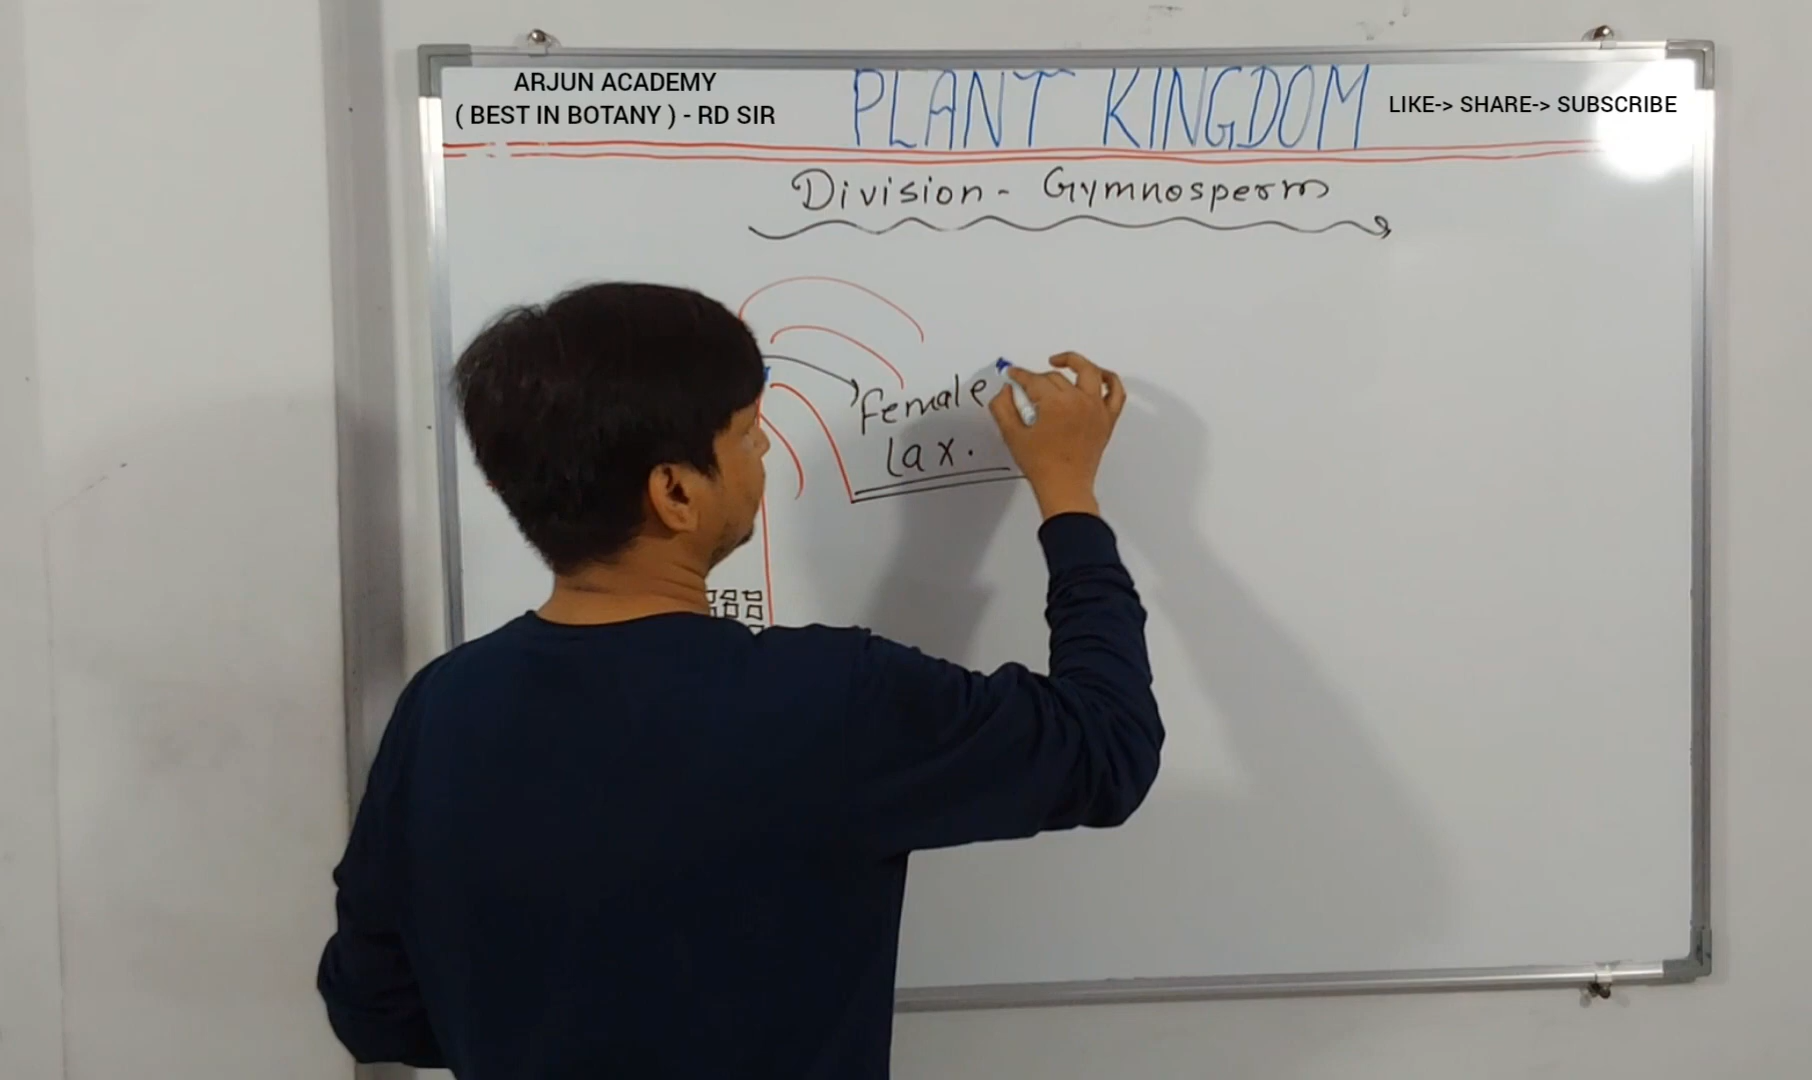 ARJUN ACADEMY
( BEST IN BOTANY ) - RD SIR
PLANT KINGDOM
LIKE-> SHARE-> SUBSCRIBE
Division - Gymnosperm
Female
lax.